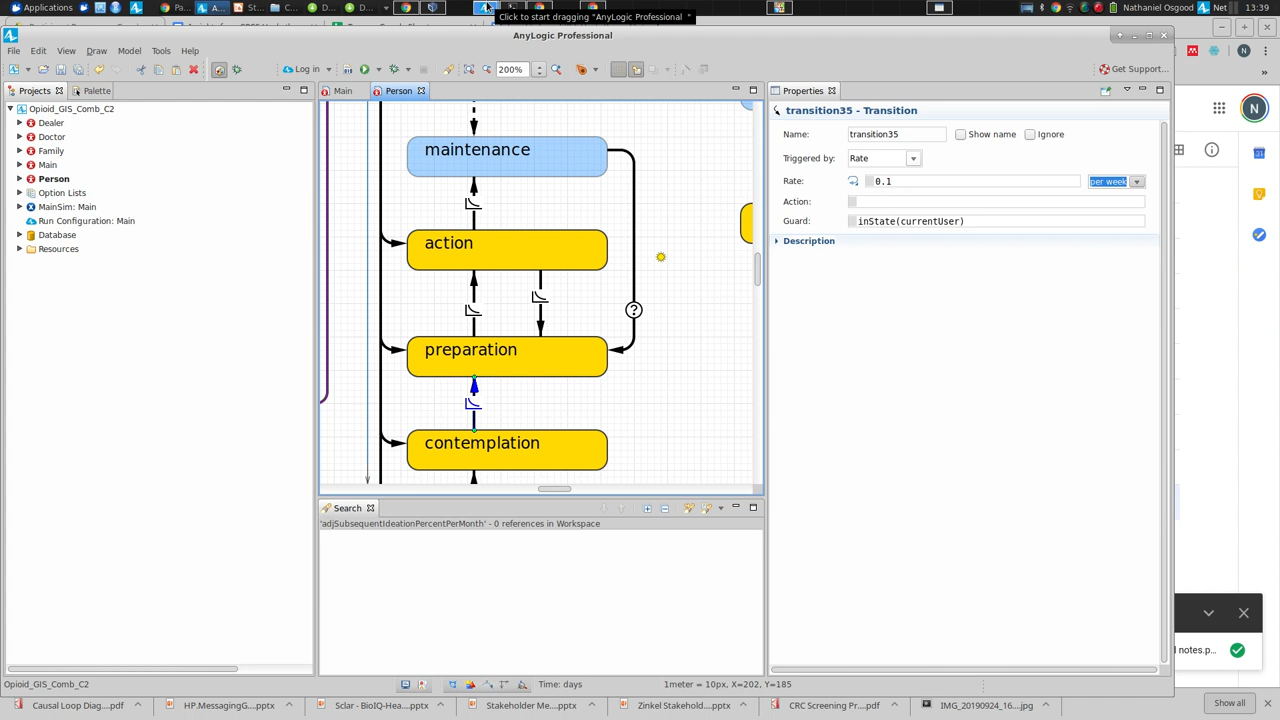 Pa...
A...
St...
C...
D...
D...
Nathaniel Osgood
Net
13:39
Click to start dragging "AnyLogic Professional "
AnyLogic Professional
File Edit View Draw Model Tools Help
Log in
200%
Get Support...
Projects
Palette
Main
Person
Properties
Opioid_GIS_Comb_C2
Dealer
Doctor
Family
Main
Person
Option Lists
MainSim: Main
Run Configuration: Main
Database
Resources
maintenance
action
preparation
contemplation
?
transition35 - Transition
Name: transition35 Show name Ignore
Triggered by: Rate
Rate: 0.1 per week
Action:
Guard: inState(currentUser)
Description
Search
'adjSubsequentIdeationPercentPerMonth' - 0 references in Workspace
N
N
notes.p...
Opioid_GIS_Comb_C2
Time: days
1meter = 10px, X=202, Y=185
Causal Loop Diag....pdf
HP.MessagingG....pptx
Sclar - BioIQ-Hea....pptx
Stakeholder Me....pptx
Zinkel Stakehold....pptx
CRC Screening Pr....pdf
IMG_20190924_16....jpg
Show all